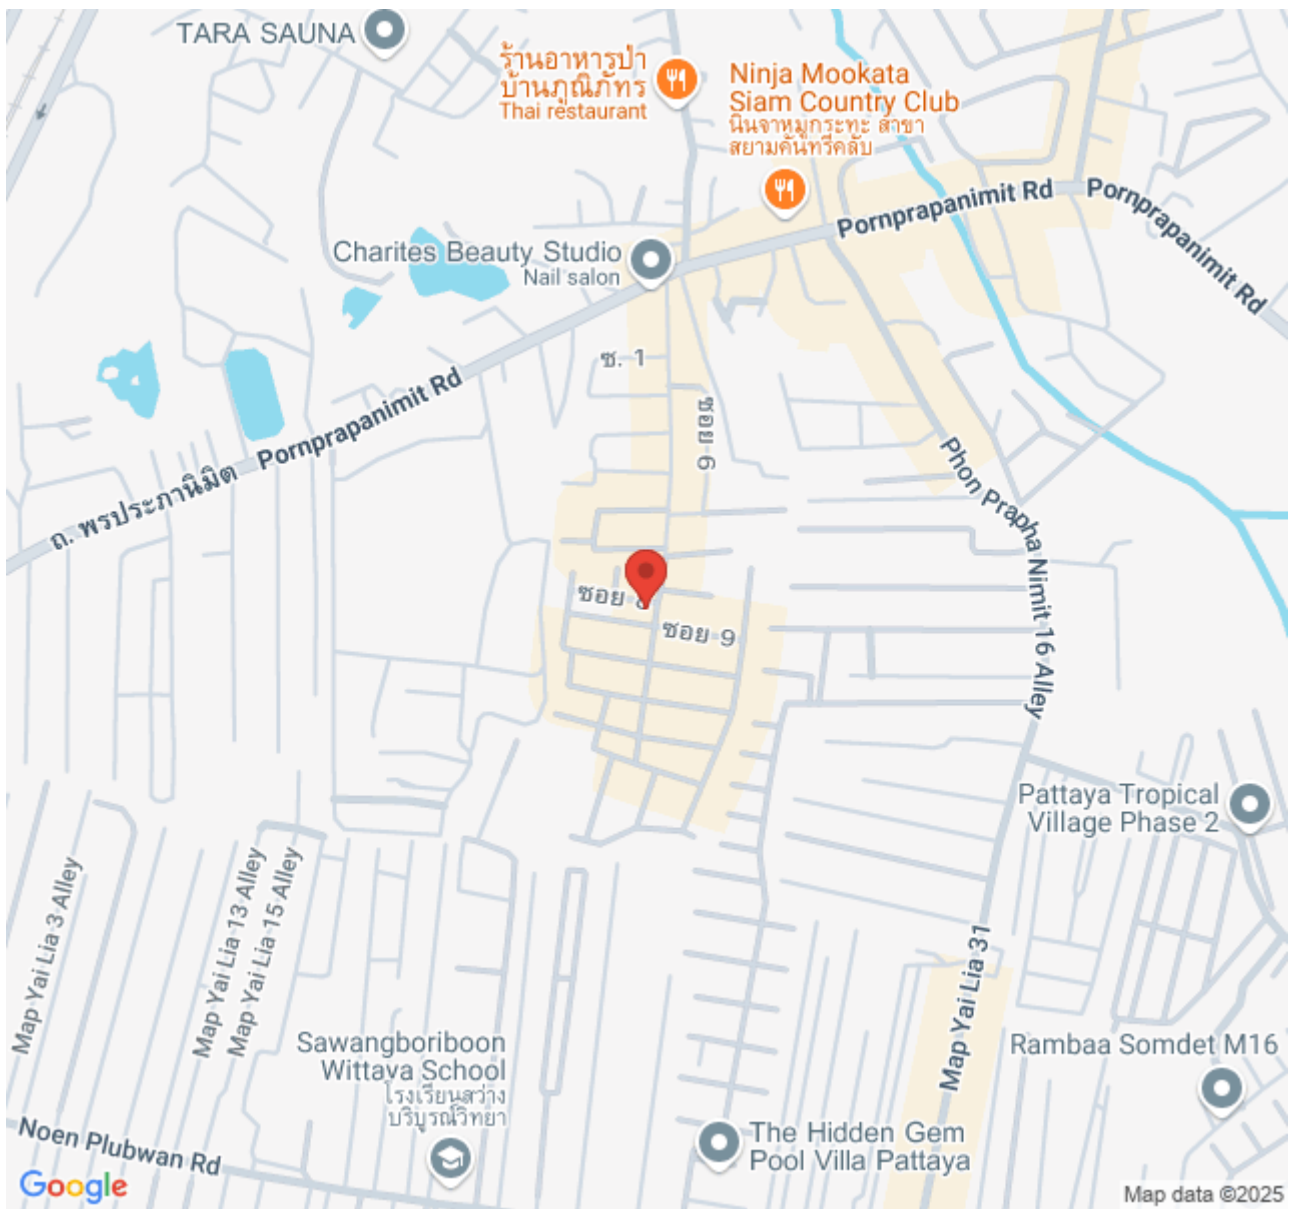 TARA SAUNA
ร้านอาหารป่า
บ้านภูณิภัทร
Thai restaurant
Ninja Mookata
Siam Country Club
นินจาหมูกระทะ สาขา
สยามคันทรีคลับ
Pornprapanimit Rd
Pornprapanimit Rd
Charites Beauty Studio
Nail salon
ซ. 1
ซอย 6
ถ. พรประภานิมิต
Pornprapanimit Rd
Phon Prapha Nimit 16 Alley
ซอย 8
ซอย 9
Pattaya Tropical
Village Phase 2
Map Yai Lia 3 Alley
Map Yai Lia 13 Alley
Map Yai Lia 15 Alley
Map Yai Lia 31
Sawangboriboon
Wittaya School
โรงเรียนสว่าง
บริบูรณ์วิทยา
Rambaa Somdet M16
Noen Plubwan Rd
The Hidden Gem
Pool Villa Pattaya
Google
Map data ©2025